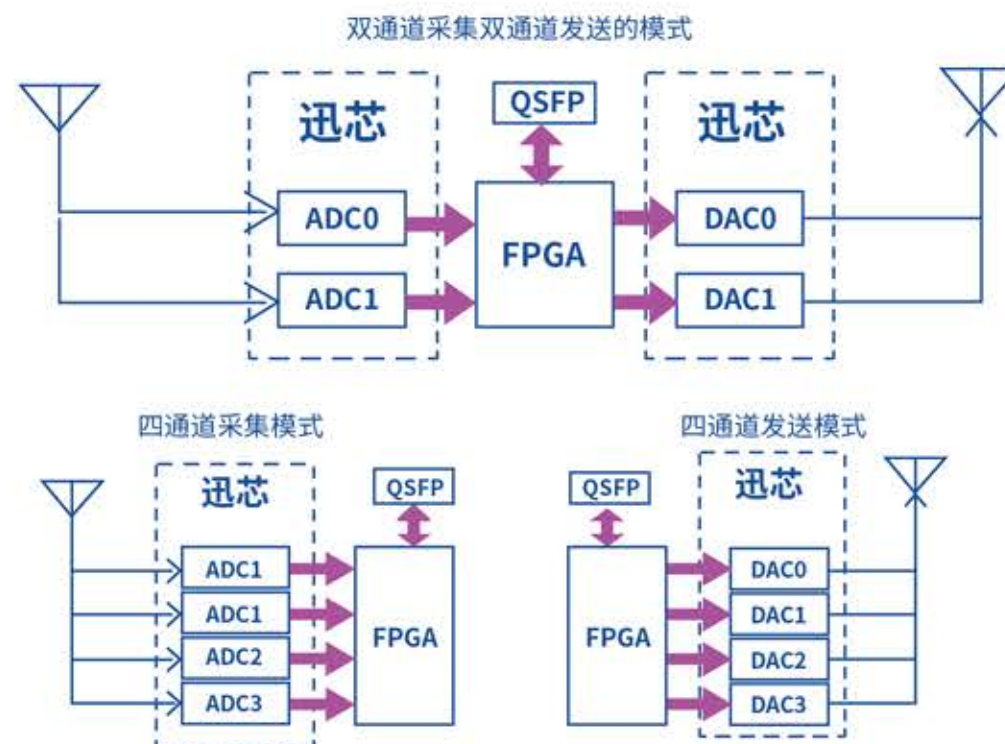 双通道采集双通道发送的模式
迅芯
QSFP
迅芯
ADC0
FPGA
DAC0
ADC1
DAC1
四通道采集模式
迅芯
QSFP
ADC1
ADC1
FPGA
ADC2
ADC3
四通道发送模式
QSFP
迅芯
DAC0
DAC1
FPGA
DAC2
DAC3